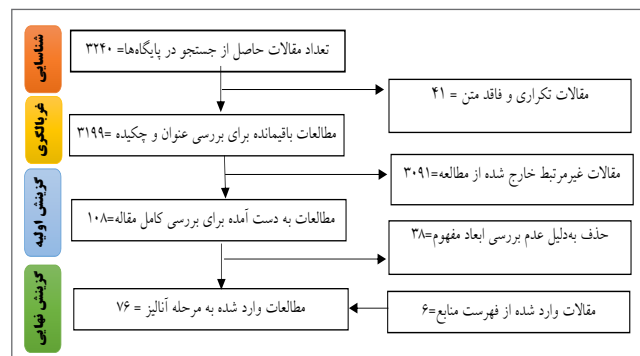 شناسایی
تعداد مقالات حاصل از جستجو در پایگاه‌ها= ۳۲۴۰
مقالات تکراری و فاقد متن = ۴۱
غربالگری
مطالعات باقیمانده برای بررسی عنوان و چکیده =۳۱۹۹
مقالات غیرمرتبط خارج شده از مطالعه =۳۰۹۱
گزینش اولیه
مطالعات به دست آمده برای بررسی کامل مقاله=۱۰۸
حذف به‌دلیل عدم بررسی ابعاد مفهوم=۳۸
گزینش نهایی
مطالعات وارد شده به مرحله آنالیز = ۷۶
مقالات وارد شده از فهرست منابع=۶